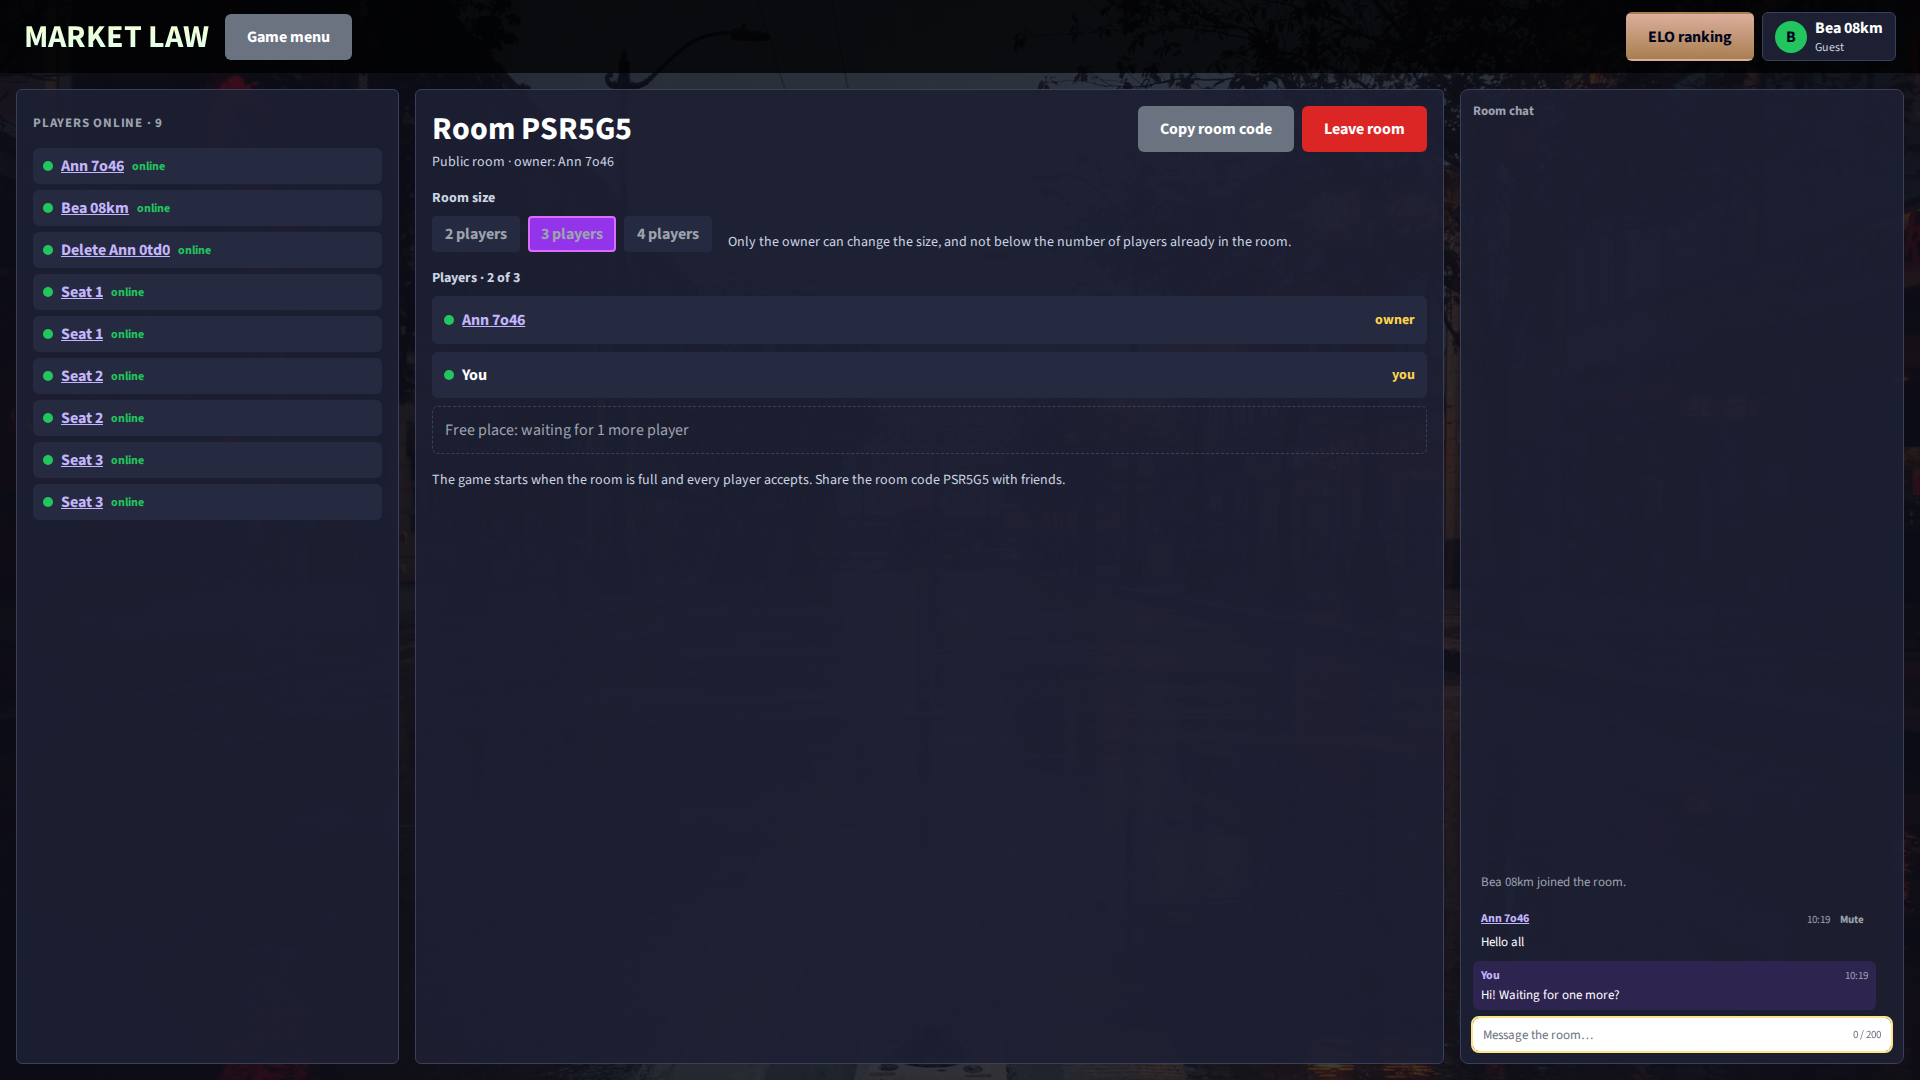 MARKET LAW
Game menu
ELO ranking
B
Bea 08km
Guest
PLAYERS ONLINE · 9
Ann 7o46 online
Bea 08km online
Delete Ann 0td0 online
Seat 1 online
Seat 1 online
Seat 2 online
Seat 2 online
Seat 3 online
Seat 3 online
Room PSR5G5
Public room · owner: Ann 7o46
Copy room code
Leave room
Room size
2 players
3 players
4 players
Only the owner can change the size, and not below the number of players already in the room.
Players · 2 of 3
Ann 7o46 owner
You you
Free place: waiting for 1 more player
The game starts when the room is full and every player accepts. Share the room code PSR5G5 with friends.
Room chat
Bea 08km joined the room.
Ann 7o46 10:19 Mute
Hello all
You 10:19
Hi! Waiting for one more?
Message the room… 0 / 200